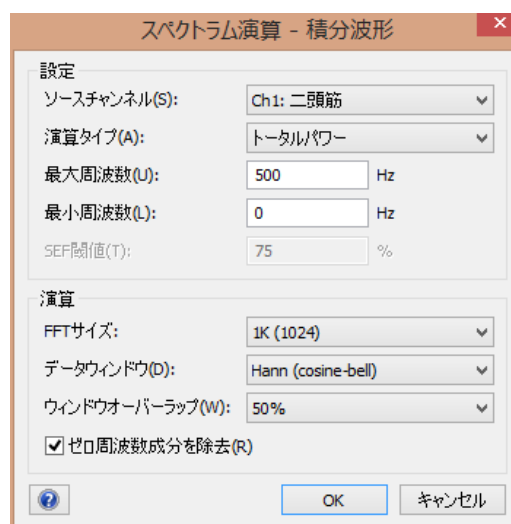 スペクトラム演算 - 積分波形
設定
ソースチャンネル(S): Ch1: 二頭筋
演算タイプ(A): トータルパワー
最大周波数(U): 500 Hz
最小周波数(L): 0 Hz
SEF閾値(T): 75 %
演算
FFTサイズ: 1K (1024)
データウィンドウ(D): Hann (cosine-bell)
ウィンドウオーバーラップ(W): 50%
ゼロ周波数成分を除去(R)
OK キャンセル